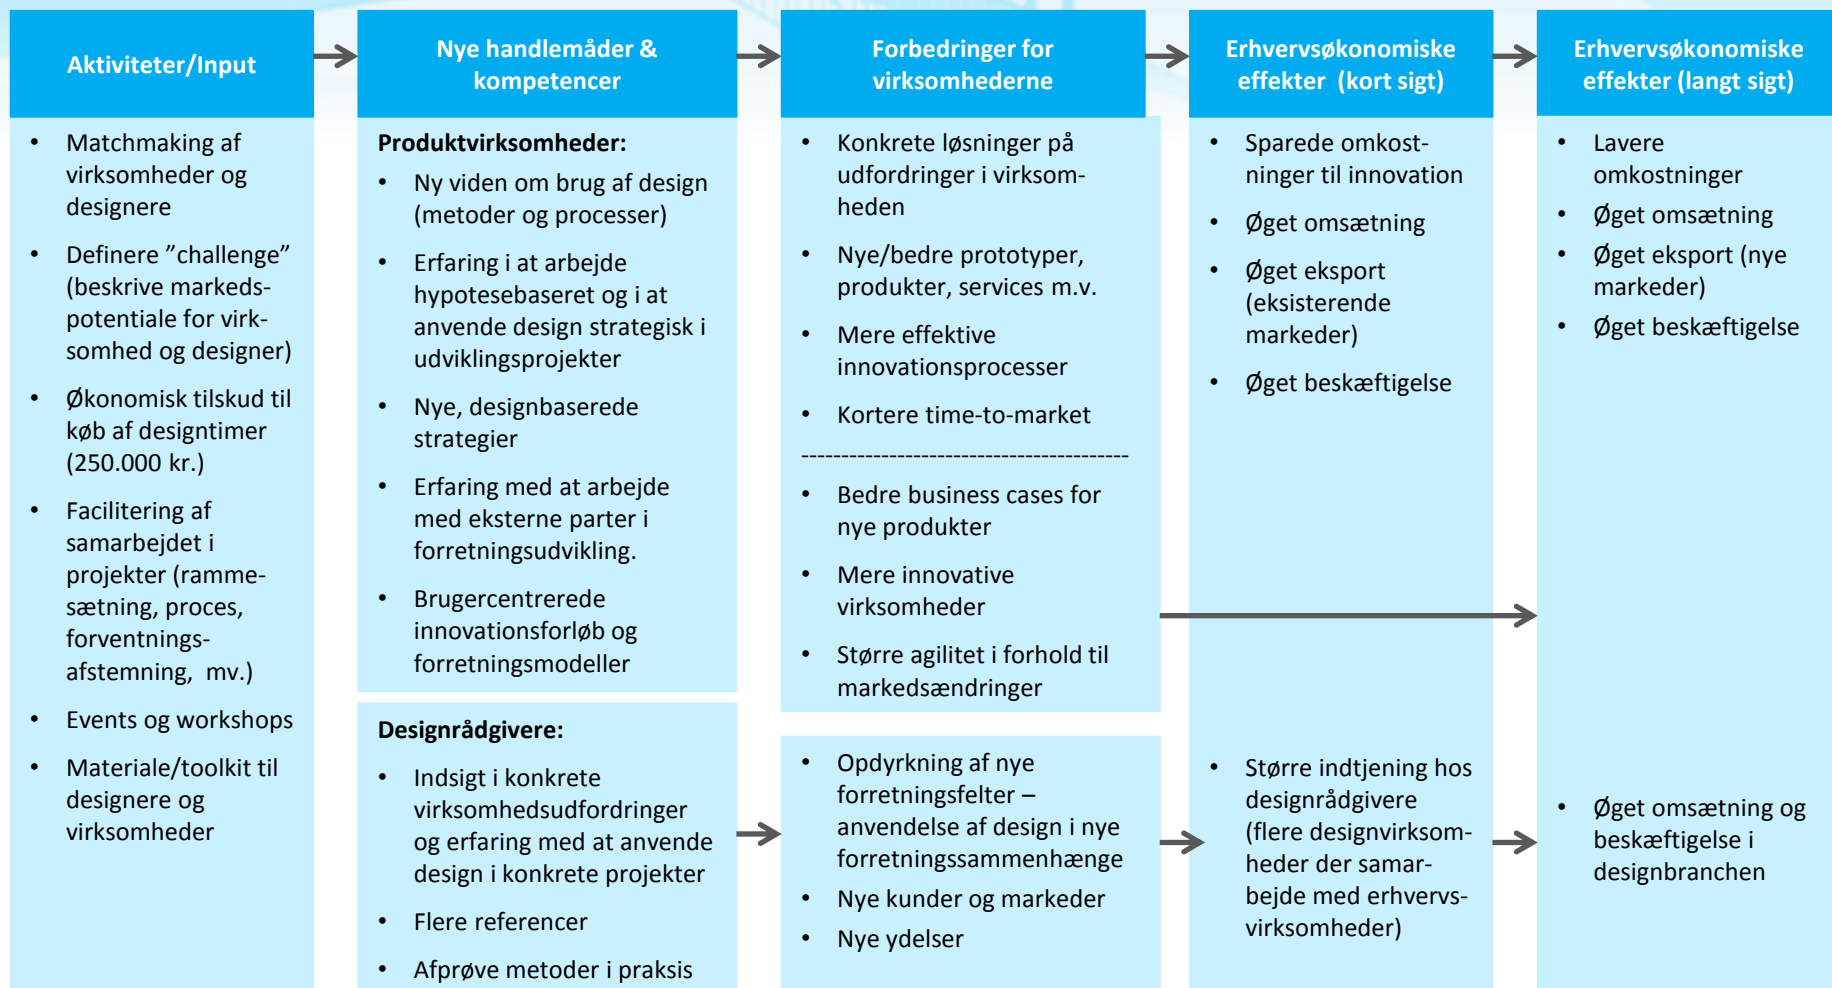 Aktiviteter/Input
Matchmaking af
virksomheder og
designere
Definere ”challenge”
(beskrive markeds-
potentiale for virk-
somhed og designer)
Økonomisk tilskud til
køb af designtimer
(250.000 kr.)
Facilitering af
samarbejdet i
projekter (ramme-
sætning, proces,
forventnings-
afstemning, mv.)
Events og workshops
Materiale/toolkit til
designere og
virksomheder
Nye handlemåder &
kompetencer
Produktvirksomheder:
Ny viden om brug af design
(metoder og processer)
Erfaring i at arbejde
hypotesebaseret og i at
anvende design strategisk i
udviklingsprojekter
Nye, designbaserede
strategier
Erfaring med at arbejde
med eksterne parter i
forretningsudvikling.
Brugercentrerede
innovationsforløb og
forretningsmodeller
Designrådgivere:
Indsigt i konkrete
virksomhedsudfordringer
og erfaring med at anvende
design i konkrete projekter
Flere referencer
Afprøve metoder i praksis
Forbedringer for
virksomhederne
Konkrete løsninger på
udfordringer i virksom-
heden
Nye/bedre prototyper,
produkter, services m.v.
Mere effektive
innovationsprocesser
Kortere time-to-market
-----------------------------------------
Bedre business cases for
nye produkter
Mere innovative
virksomheder
Større agilitet i forhold til
markedsændringer
Opdyrkning af nye
forretningsfelter –
anvendelse af design i nye
forretningssammenhænge
Nye kunder og markeder
Nye ydelser
Erhvervsøkonomiske
effekter (kort sigt)
Sparede omkost-
ninger til innovation
Øget omsætning
Øget eksport
(eksisterende
markeder)
Øget beskæftigelse
Større indtjening hos
designrådgivere
(flere designvirksom-
heder der samar-
bejde med erhvervs-
virksomheder)
Erhvervsøkonomiske
effekter (langt sigt)
Lavere
omkostninger
Øget omsætning
Øget eksport (nye
markeder)
Øget beskæftigelse
Øget omsætning og
beskæftigelse i
designbranchen